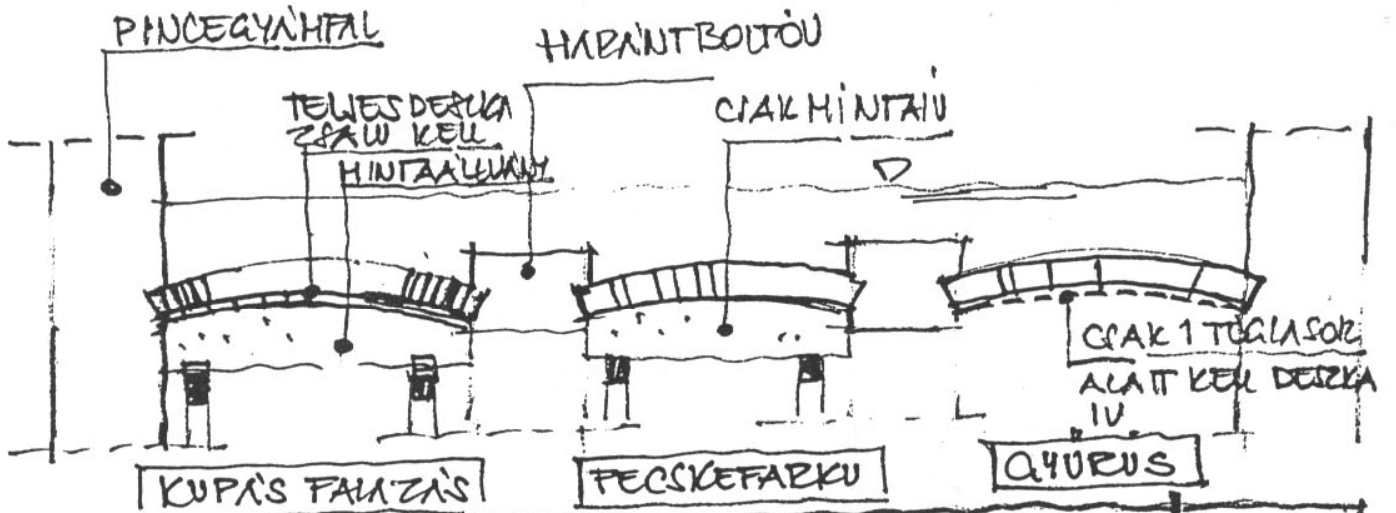 PINCEGYÁMFAL
HARÁNTBOLTÖV
TELJES DESZKA
ZSALU KELL
MINTAÁLLVÁNY
CSAK MINTAÍV
CSAK 1 TÉGLASOR
ALATT KELL DESZKA
ÍV
KUPÁS FALAZÁS
FECSKEFARKÚ
GYŰRŰS